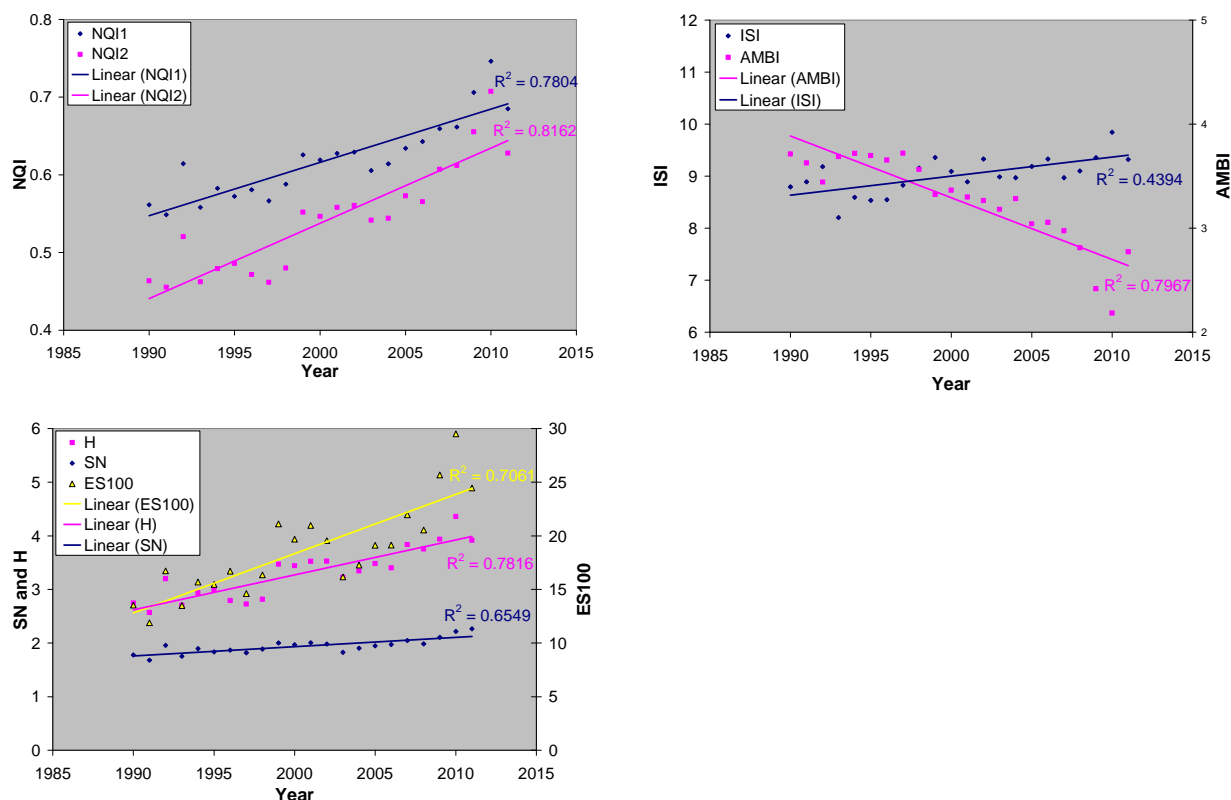 0.8
0.7
0.6
0.5
0.4
NQI
NQI1
NQI2
Linear (NQI1)
Linear (NQI2)
R² = 0.7804
R² = 0.8162
1985 1990 1995 2000 2005 2010 2015
Year
12
11
10
9
8
7
6
ISI
ISI
AMBI
Linear (AMBI)
Linear (ISI)
R² = 0.4394
R² = 0.7967
5
4
3
2
AMBI
1985 1990 1995 2000 2005 2010 2015
Year
6
5
4
3
2
1
0
SN and H
H
SN
ES100
Linear (ES100)
Linear (H)
Linear (SN)
R² = 0.7061
R² = 0.7816
R² = 0.6549
30
25
20
15
10
5
0
ES100
1985 1990 1995 2000 2005 2010 2015
Year